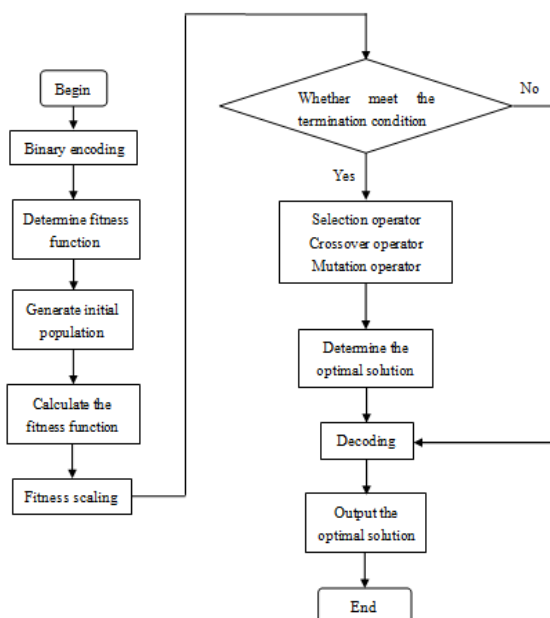 Begin
Binary encoding
Determine fitness
function
Generate initial
population
Calculate the
fitness function
Fitness scaling
Whether meet the
termination condition
No
Yes
Selection operator
Crossover operator
Mutation operator
Determine the
optimal solution
Decoding
Output the
optimal solution
End